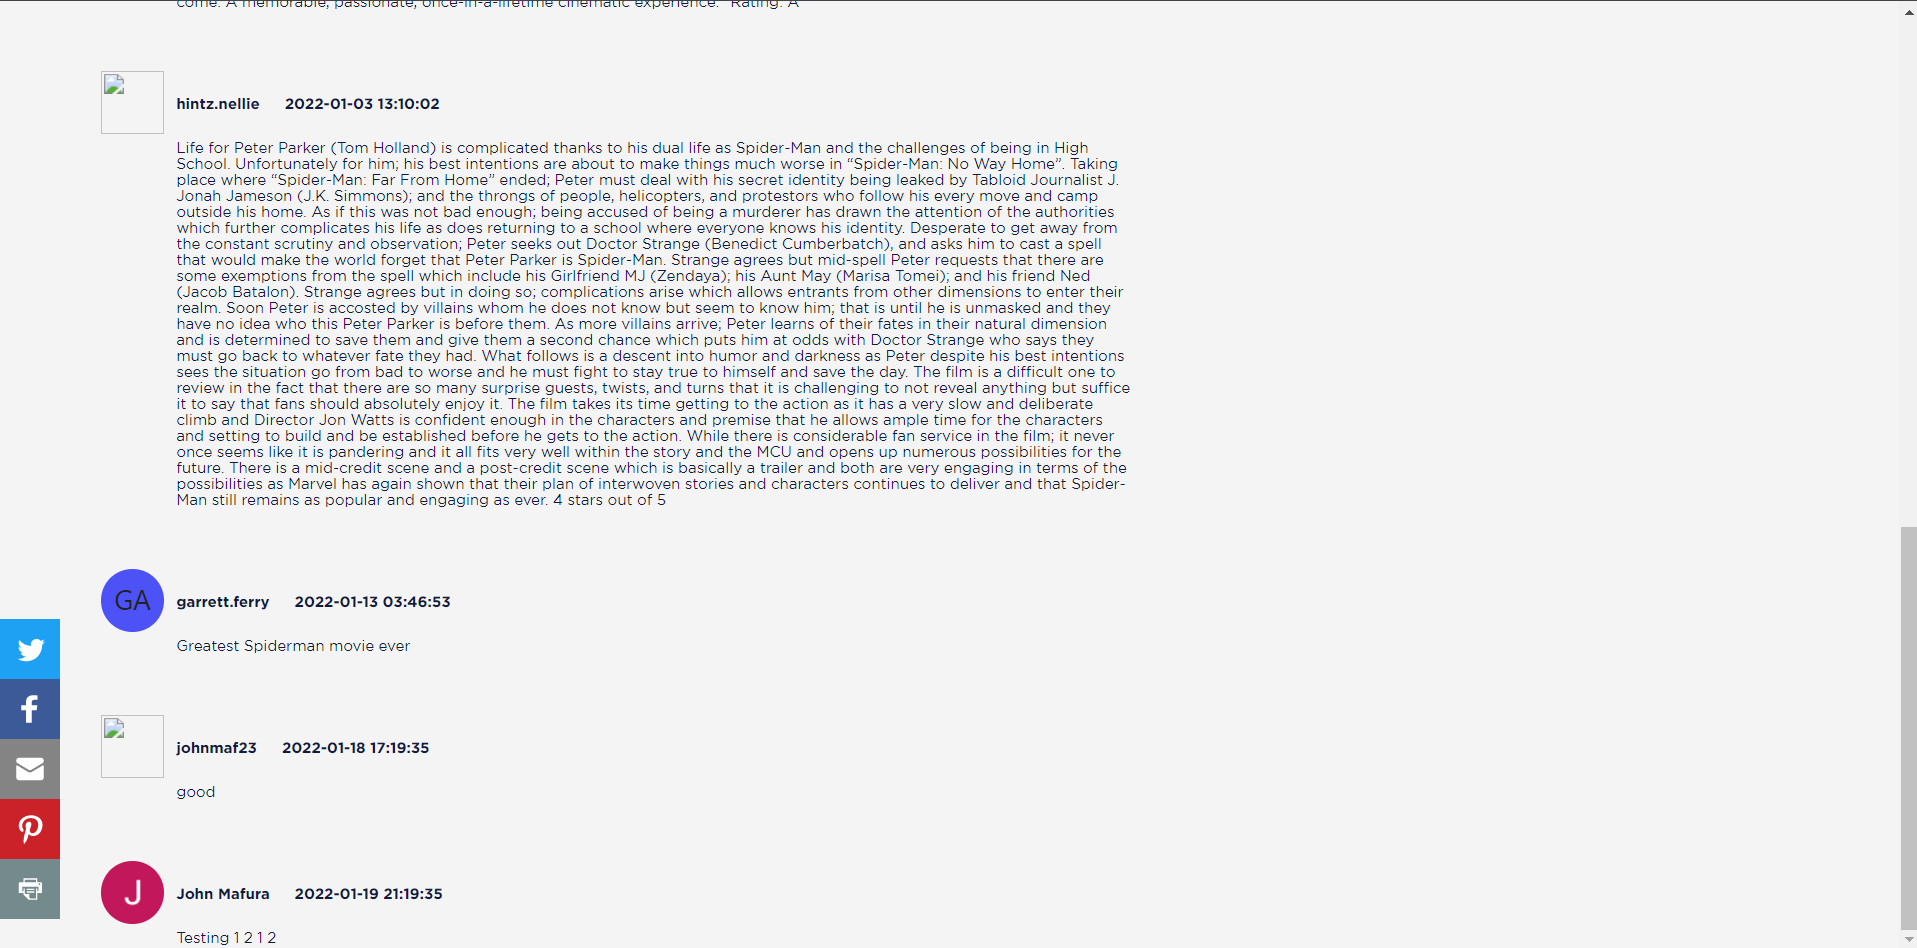 come. A memorable, passionate, once-in-a-lifetime cinematic experience." Rating: A
hintz.nellie 2022-01-03 13:10:02
Life for Peter Parker (Tom Holland) is complicated thanks to his dual life as Spider-Man and the challenges of being in High
School. Unfortunately for him; his best intentions are about to make things much worse in “Spider-Man: No Way Home”. Taking
place where “Spider-Man: Far From Home” ended; Peter must deal with his secret identity being leaked by Tabloid Journalist J.
Jonah Jameson (J.K. Simmons); and the throngs of people, helicopters, and protestors who follow his every move and camp
outside his home. As if this was not bad enough; being accused of being a murderer has drawn the attention of the authorities
which further complicates his life as does returning to a school where everyone knows his identity. Desperate to get away from
the constant scrutiny and observation; Peter seeks out Doctor Strange (Benedict Cumberbatch), and asks him to cast a spell
that would make the world forget that Peter Parker is Spider-Man. Strange agrees but mid-spell Peter requests that there are
some exemptions from the spell which include his Girlfriend MJ (Zendaya); his Aunt May (Marisa Tomei); and his friend Ned
(Jacob Batalon). Strange agrees but in doing so; complications arise which allows entrants from other dimensions to enter their
realm. Soon Peter is accosted by villains whom he does not know but seem to know him; that is until he is unmasked and they
have no idea who this Peter Parker is before them. As more villains arrive; Peter learns of their fates in their natural dimension
and is determined to save them and give them a second chance which puts him at odds with Doctor Strange who says they
must go back to whatever fate they had. What follows is a descent into humor and darkness as Peter despite his best intentions
sees the situation go from bad to worse and he must fight to stay true to himself and save the day. The film is a difficult one to
review in the fact that there are so many surprise guests, twists, and turns that it is challenging to not reveal anything but suffice
it to say that fans should absolutely enjoy it. The film takes its time getting to the action as it has a very slow and deliberate
climb and Director Jon Watts is confident enough in the characters and premise that he allows ample time for the characters
and setting to build and be established before he gets to the action. While there is considerable fan service in the film; it never
once seems like it is pandering and it all fits very well within the story and the MCU and opens up numerous possibilities for the
future. There is a mid-credit scene and a post-credit scene which is basically a trailer and both are very engaging in terms of the
possibilities as Marvel has again shown that their plan of interwoven stories and characters continues to deliver and that Spider-
Man still remains as popular and engaging as ever. 4 stars out of 5
GA garrett.ferry 2022-01-13 03:46:53
Greatest Spiderman movie ever
johnmaf23 2022-01-18 17:19:35
good
J John Mafura 2022-01-19 21:19:35
Testing 1 2 1 2